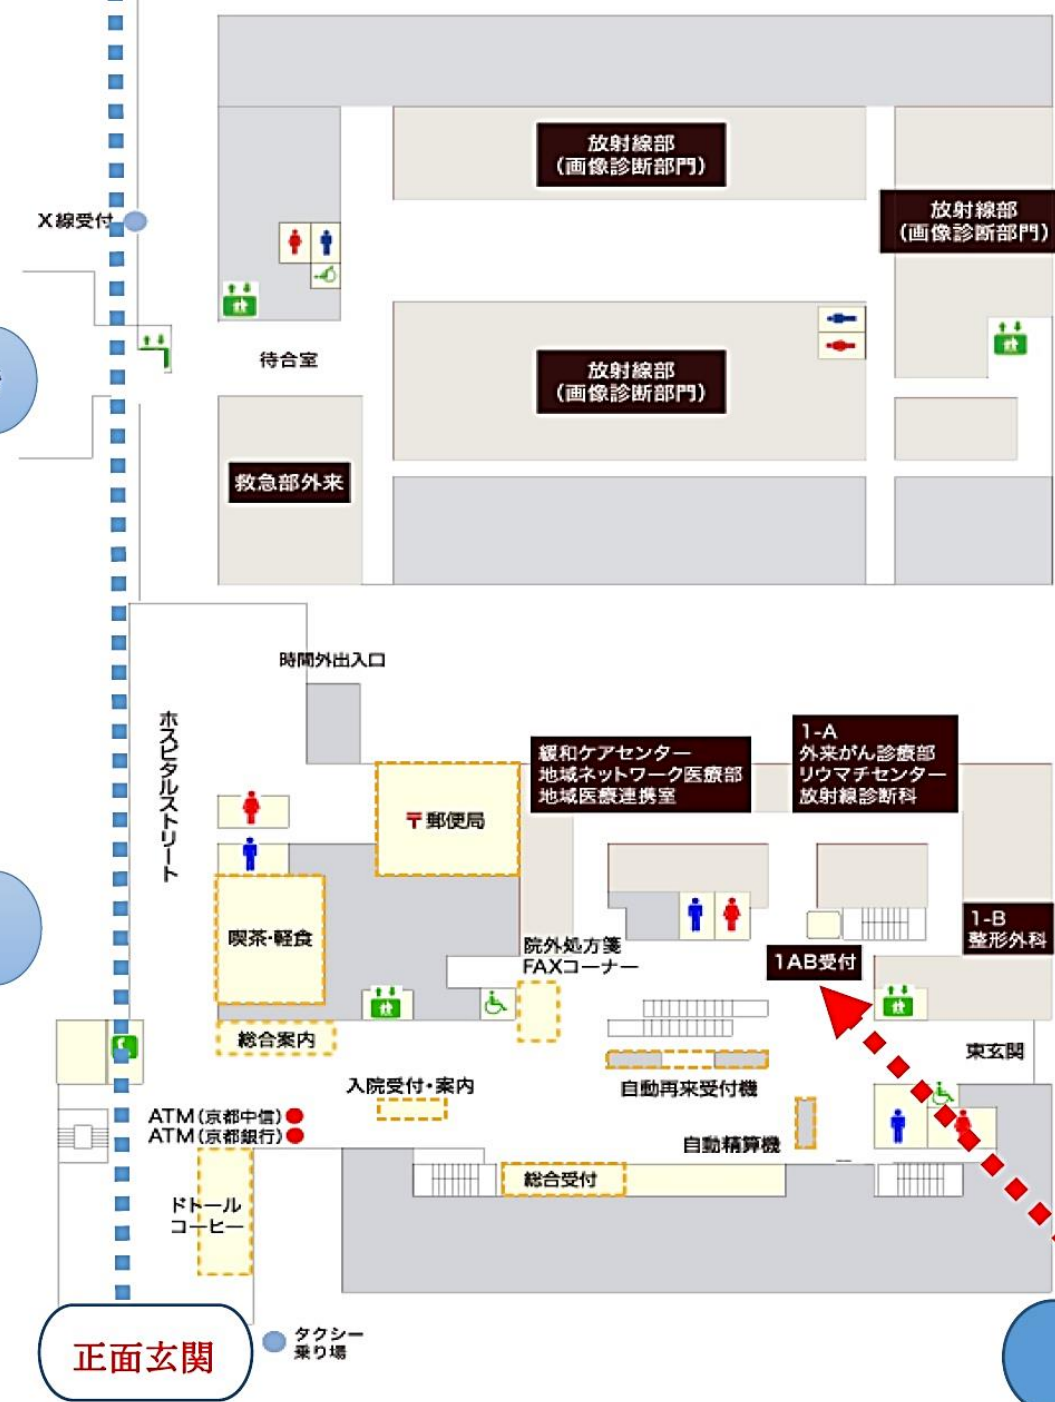 放射線部
(画像診断部門)
放射線部
(画像診断部門)
X線受付
待合室
放射線部
(画像診断部門)
救急部外来
時間外出入口
ホスピタルストリート
緩和ケアセンター
地域ネットワーク医療部
地域医療連携室
1-A
外来がん診療部
リウマチセンター
放射線診断科
〒郵便局
喫茶・軽食
院外処方箋
FAXコーナー
1-B
整形外科
1AB受付
総合案内
東玄関
入院受付・案内
自動再来受付機
ATM(京都中信)
ATM(京都銀行)
自動精算機
総合受付
ドトール
コーヒー
正面玄関
タクシー
乗り場